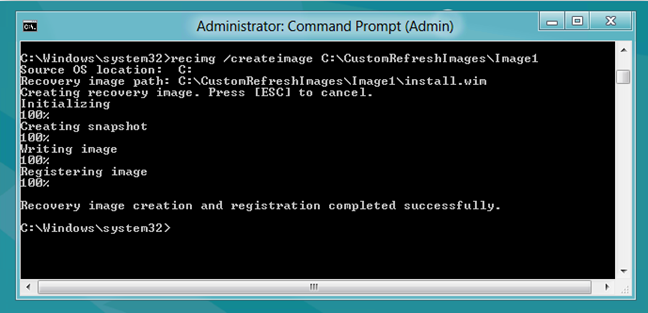 Administrator: Command Prompt (Admin)
C:\Windows\system32>recimg /createimage C:\CustomRefreshImages\Image1
Source OS location:  C:
Recovery image path: C:\CustomRefreshImages\Image1\install.wim
Creating recovery image. Press [ESC] to cancel.
Initializing
100%
Creating snapshot
100%
Writing image
100%
Registering image
100%
Recovery image creation and registration completed successfully.
C:\Windows\system32>